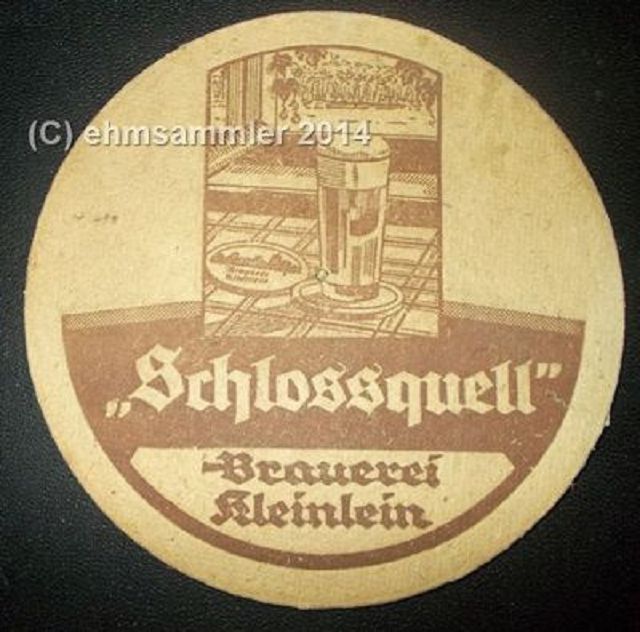 (C) ehmsammler 2014
„Schlossquell“
-Brauerei
Kleinlein